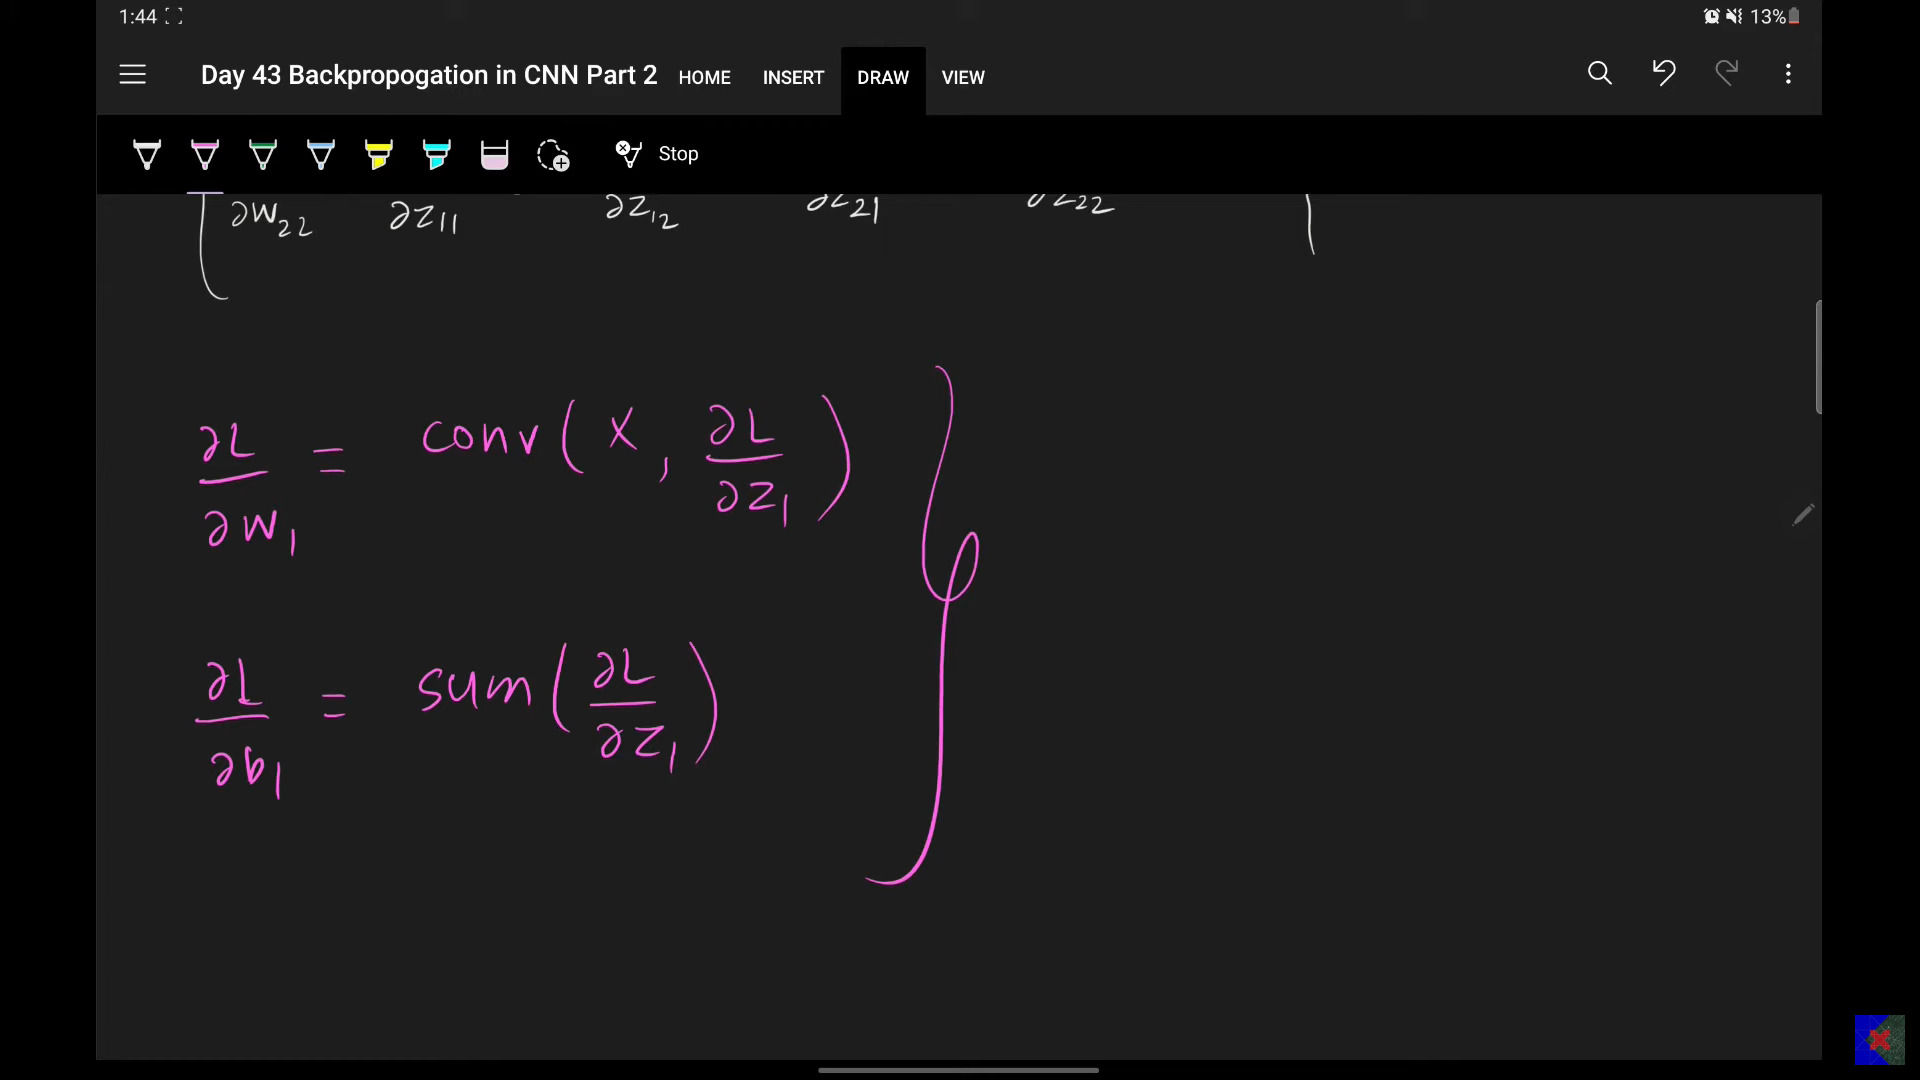 1:44 13%
Day 43 Backpropogation in CNN Part 2 HOME INSERT DRAW VIEW
Stop
∂W22 ∂Z11 ∂Z12 ∂Z21 ∂Z22
∂L/∂W1 = conv(X, ∂L/∂Z1)
∂L/∂b1 = sum(∂L/∂Z1)